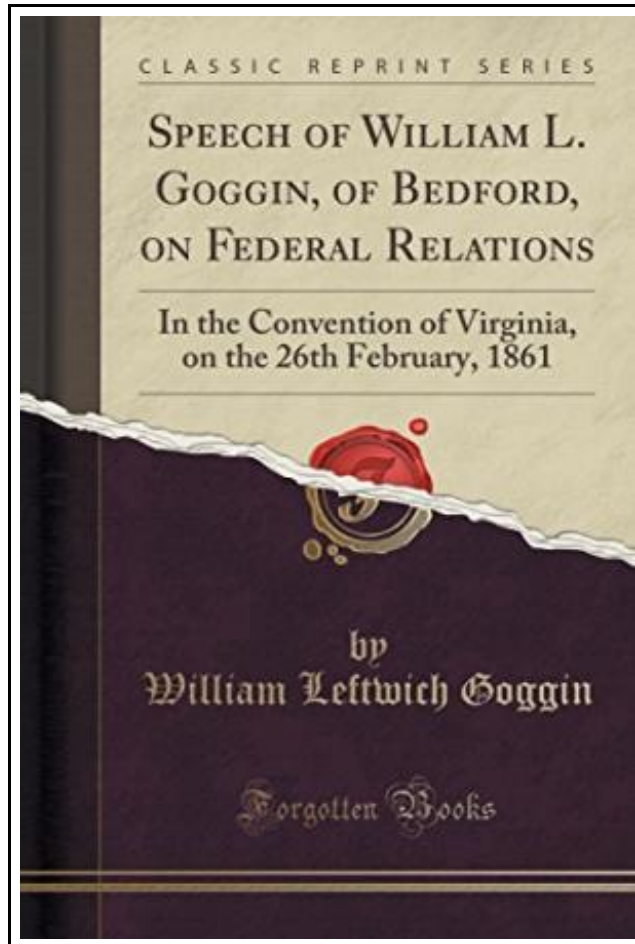 CLASSIC REPRINT SERIES
SPEECH OF WILLIAM L.
GOGGIN, OF BEDFORD,
ON FEDERAL RELATIONS
In the Convention of Virginia,
on the 26th February, 1861
by
William Leftwich Goggin
Forgotten Books